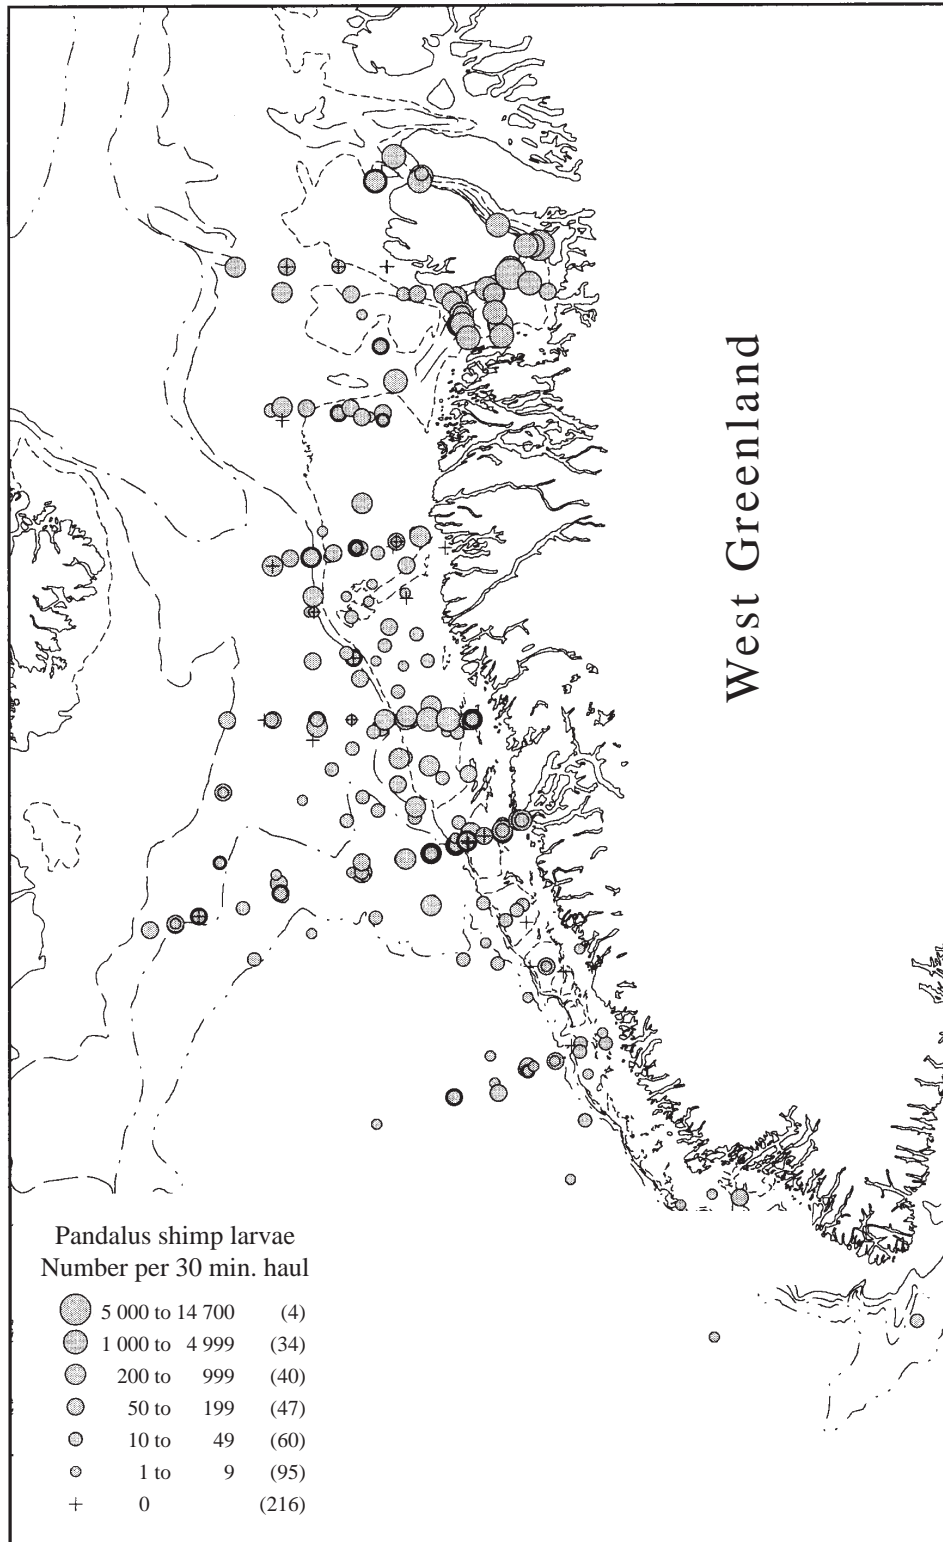 West Greenland
Pandalus shimp larvae
Number per 30 min. haul
5 000 to 14 700 (4)
1 000 to 4 999 (34)
200 to 999 (40)
50 to 199 (47)
10 to 49 (60)
1 to 9 (95)
0 (216)